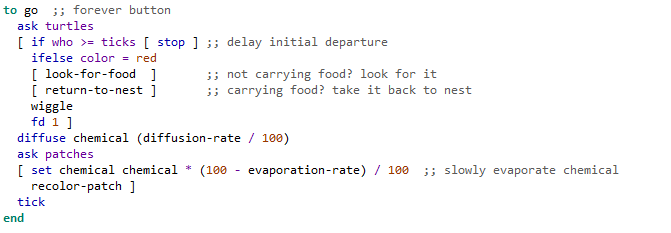 to go  ;; forever button
  ask turtles
  [ if who >= ticks [ stop ] ;; delay initial departure
    ifelse color = red
    [ look-for-food  ]       ;; not carrying food? look for it
    [ return-to-nest ]       ;; carrying food? take it back to nest
    wiggle
    fd 1 ]
  diffuse chemical (diffusion-rate / 100)
  ask patches
  [ set chemical chemical * (100 - evaporation-rate) / 100  ;; slowly evaporate chemical
    recolor-patch ]
  tick
end